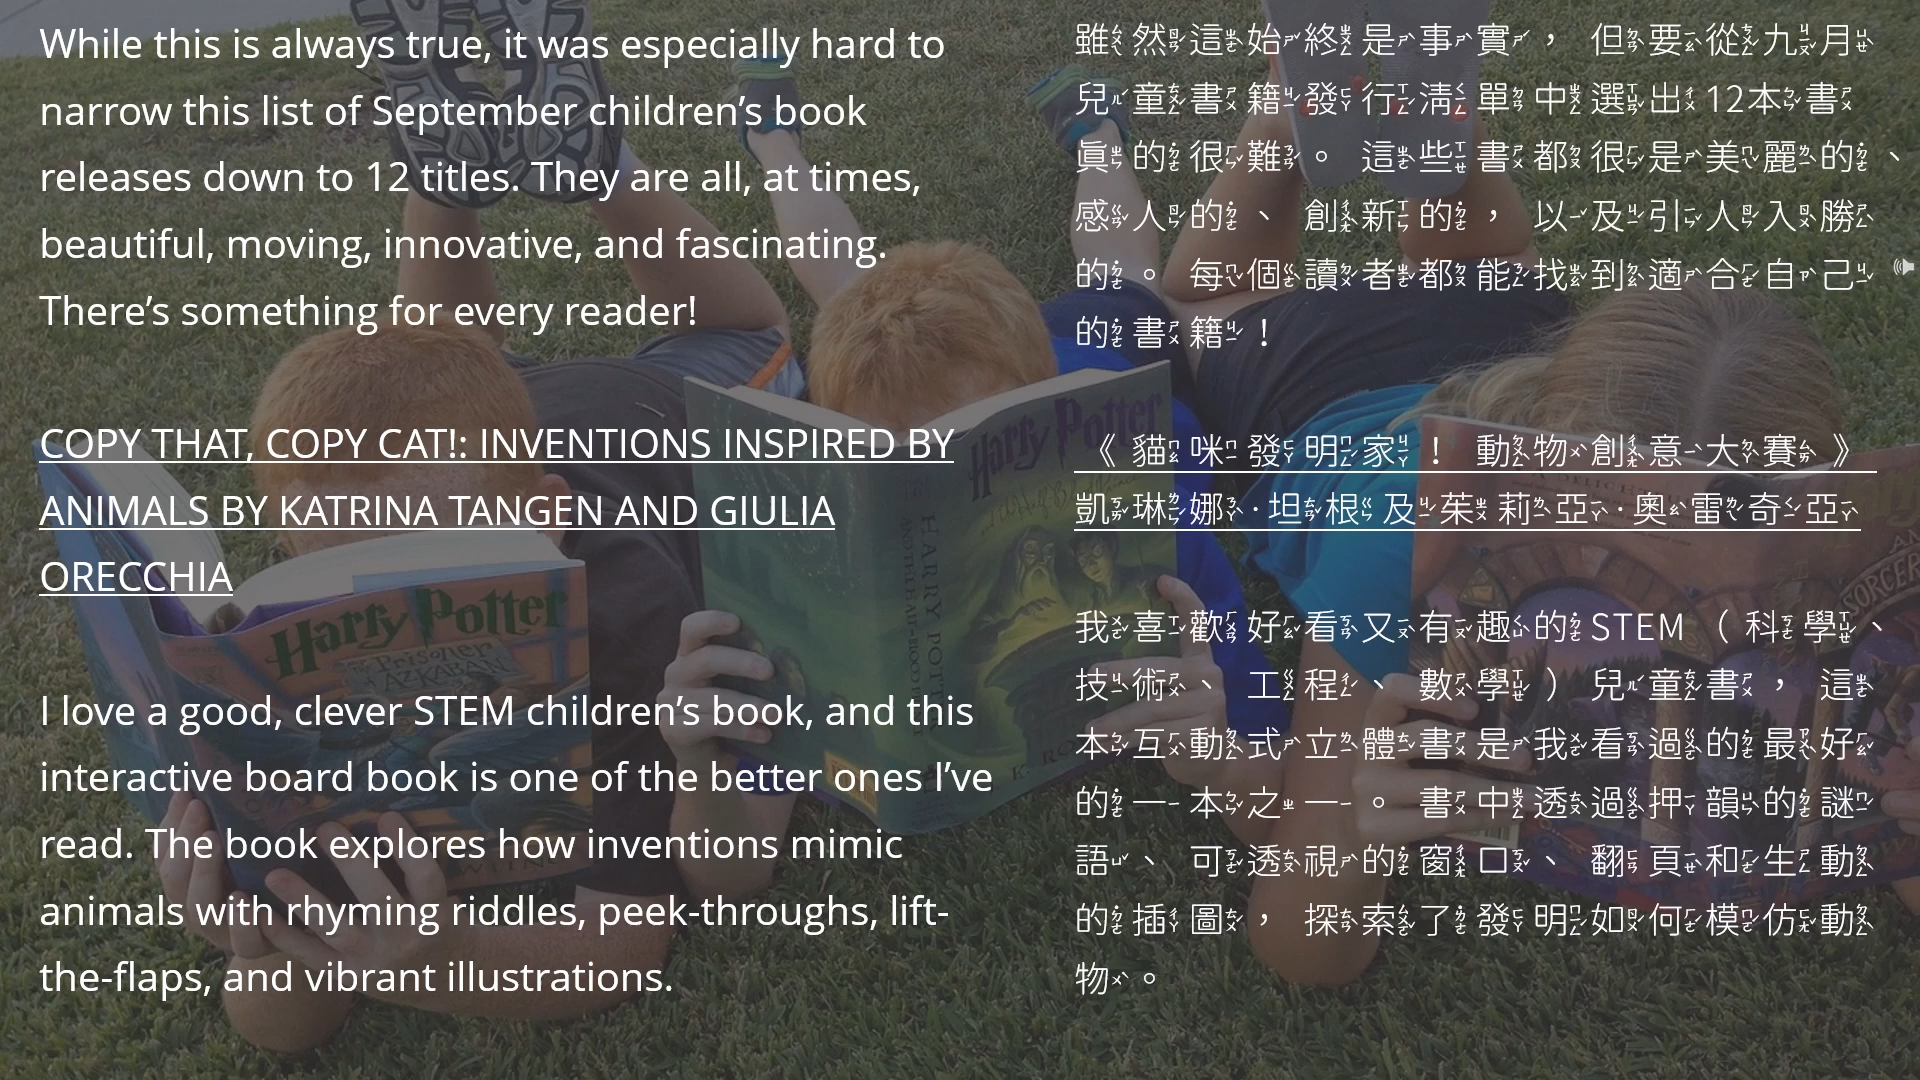 While this is always true, it was especially hard to
narrow this list of September children’s book
releases down to 12 titles. They are all, at times,
beautiful, moving, innovative, and fascinating.
There’s something for every reader!
COPY THAT, COPY CAT!: INVENTIONS INSPIRED BY
ANIMALS BY KATRINA TANGEN AND GIULIA
ORECCHIA
I love a good, clever STEM children’s book, and this
interactive board book is one of the better ones I’ve
read. The book explores how inventions mimic
animals with rhyming riddles, peek-throughs, lift-
the-flaps, and vibrant illustrations.
雖然這始終是事實，但要從九月
兒童書籍發行清單中選出12本書
真的很難。這些書都很是美麗的、
感人的、創新的，以及引人入勝
的。每個讀者都能找到適合自己
的書籍！
《貓咪發明家！動物創意大賽》
凱琳娜·坦根及茱莉亞·奧雷奇亞
我喜歡好看又有趣的STEM（科學、
技術、工程、數學）兒童書，這
本互動式立體書是我看過的最好
的一本之一。書中透過押韻的謎
語、可透視的窗口、翻頁和生動
的插圖，探索了發明如何模仿動
物。
Harry Potter
Prisoner
AZKABAN
Harry Potter
HARRY POTTER
AND THE HALF-BLOOD
SORCER